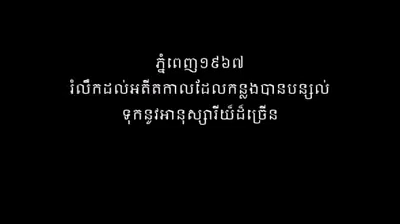 ភ្នំពេញ១៩៦៧
រំលឹកដល់អតីតកាលដែលកន្លងបានបន្សល់
ទុកនូវអានុស្សាវរីយ៍ដ៏ច្រើន